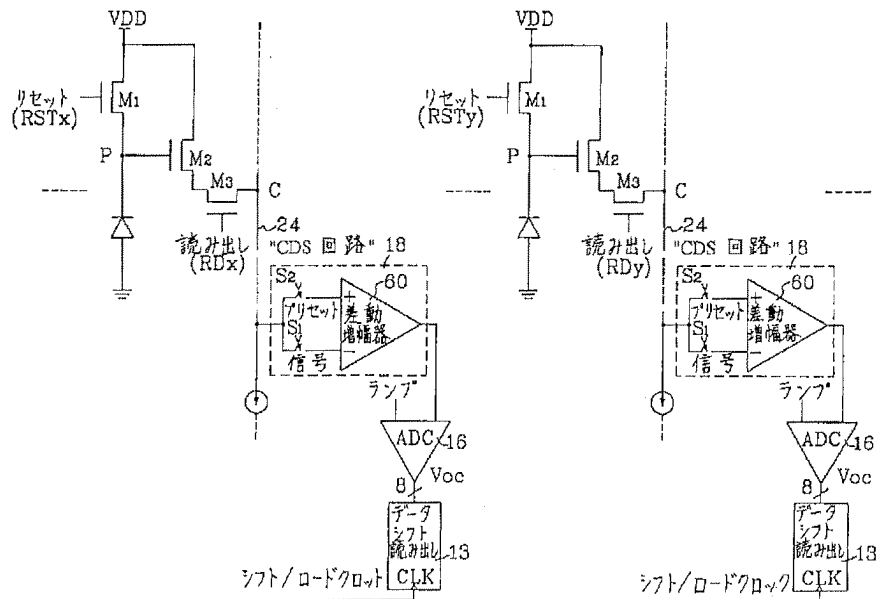 VDD
リセット
(RSTx)
M1
P
M2
M3
C
24
読み出し
(RDx)
"CDS 回路"
18
S2
60
+
プリセット
差動
増幅器
S1
−
信号
ランプ
ADC
16
8
Voc
データ
シフト
読み出し
13
シフト/ロードクロット
CLK
VDD
リセット
(RSTy)
M1
P
M2
M3
C
24
読み出し
(RDy)
"CDS 回路"
18
S2
60
+
プリセット
差動
増幅器
S1
−
信号
ランプ
ADC
16
8
Voc
データ
シフト
読み出し
13
シフト/ロードクロック
CLK